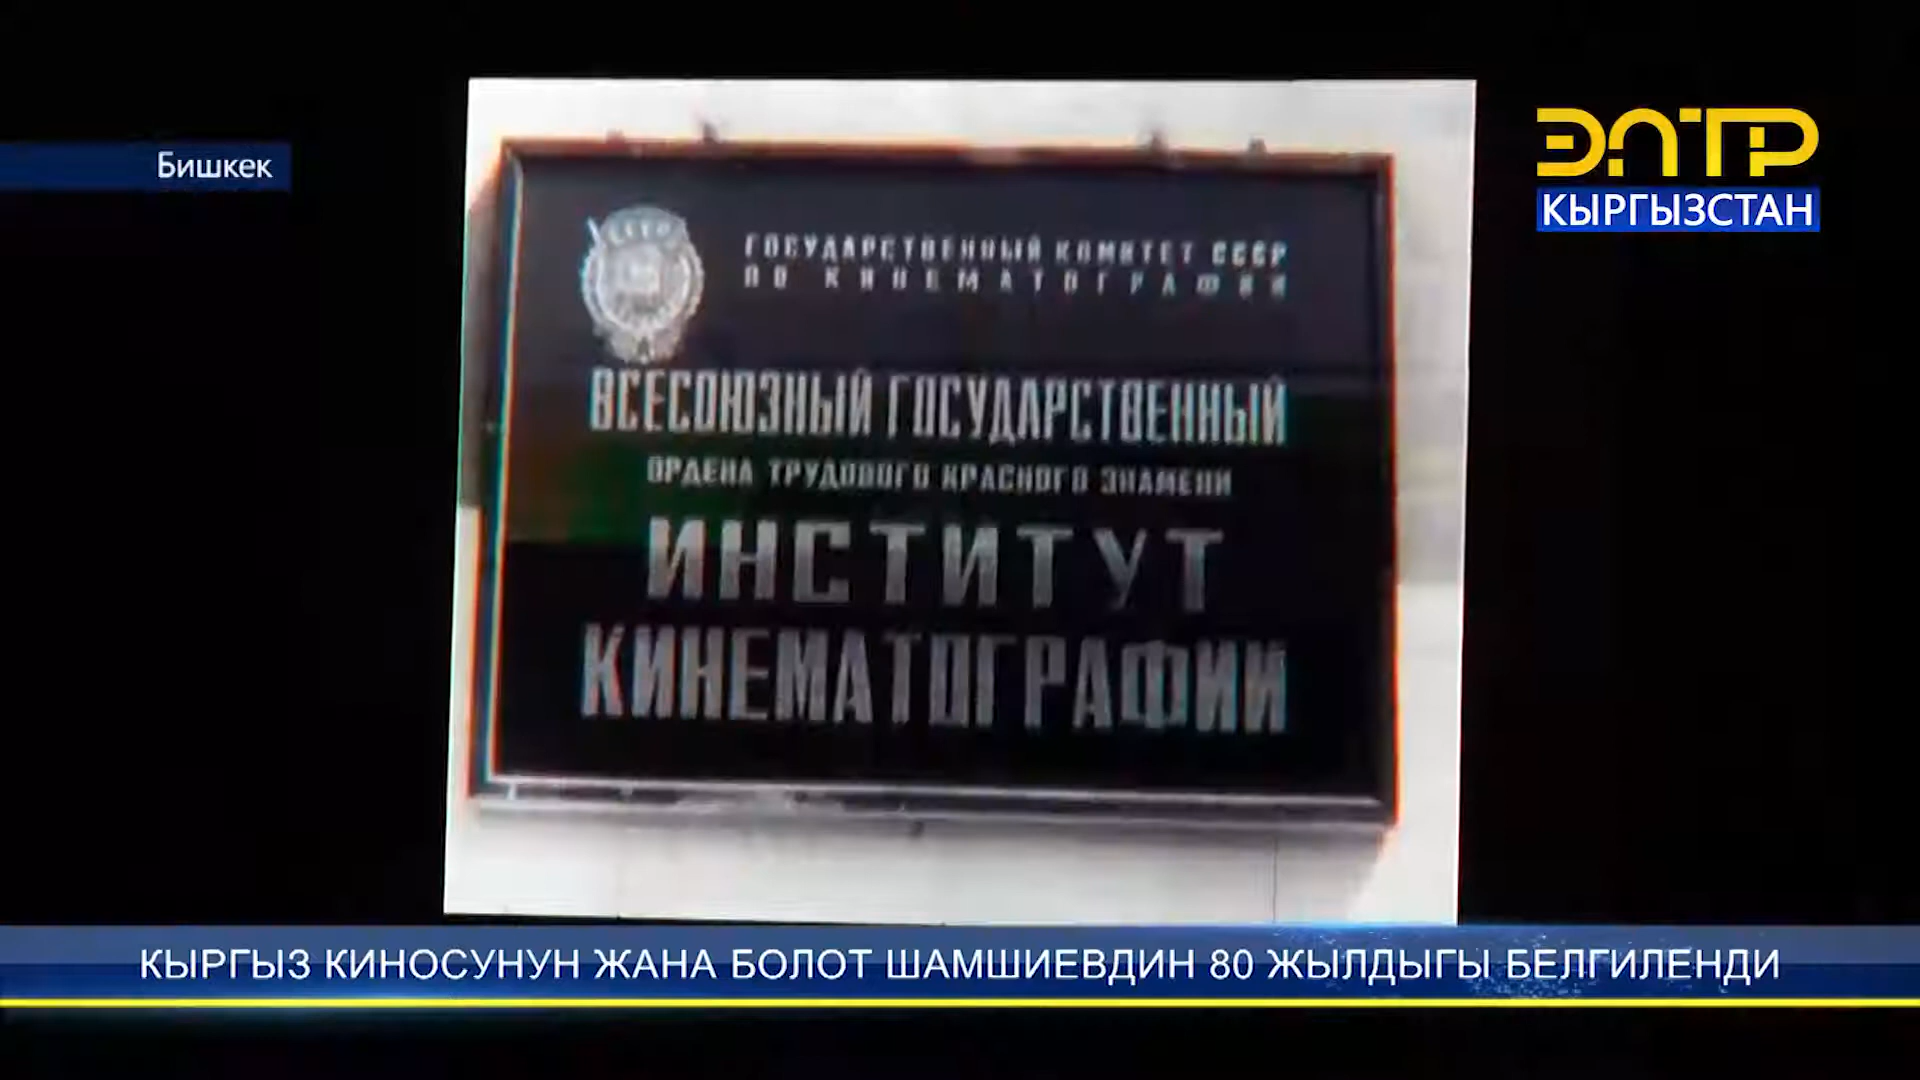 Бишкек
ЭЛТР
КЫРГЫЗСТАН
ГОСУДАРСТВЕННЫЙ КОМИТЕТ СССР
ПО КИНЕМАТОГРАФИИ
ВСЕСОЮЗНЫЙ ГОСУДАРСТВЕННЫЙ
ОРДЕНА ТРУДОВОГО КРАСНОГО ЗНАМЕНИ
ИНСТИТУТ
КИНЕМАТОГРАФИИ
КЫРГЫЗ КИНОСУНУН ЖАНА БОЛОТ ШАМШИЕВДИН 80 ЖЫЛДЫГЫ БЕЛГИЛЕНДИ